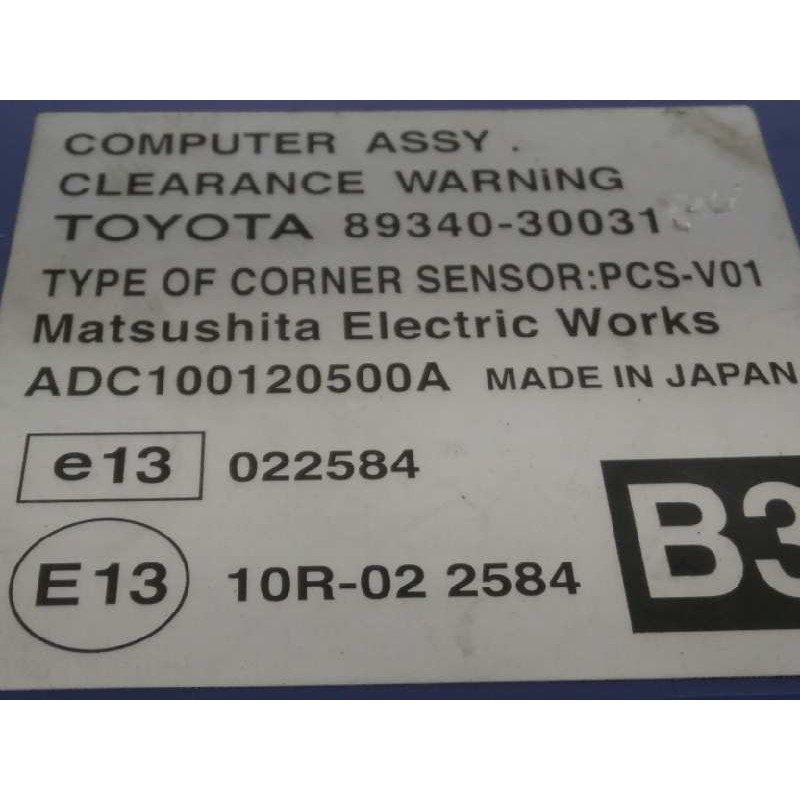 COMPUTER ASSY.
CLEARANCE WARNiNG
TOYOTA 89340-30031
TYPE OF CORNER SENSOR:PCS-V01
Matsushita Electric Works
ADC100120500A MADE IN JAPAN
e13 022584
E13 10R-02 2584
B3